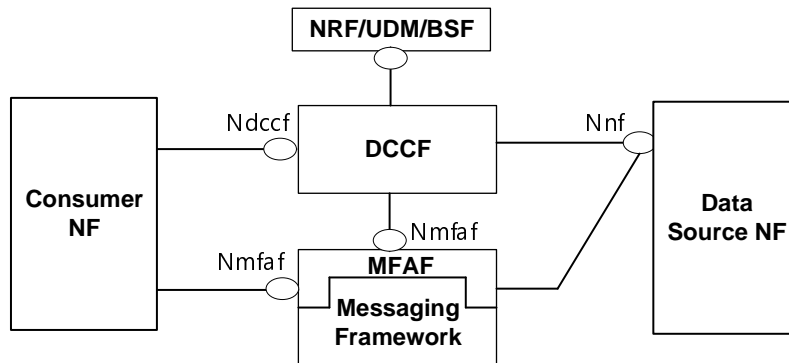 NRF/UDM/BSF
Ndccf
Nnf
DCCF
Consumer
NF
Data
Source NF
Nmfaf
Nmfaf
MFAF
Messaging
Framework